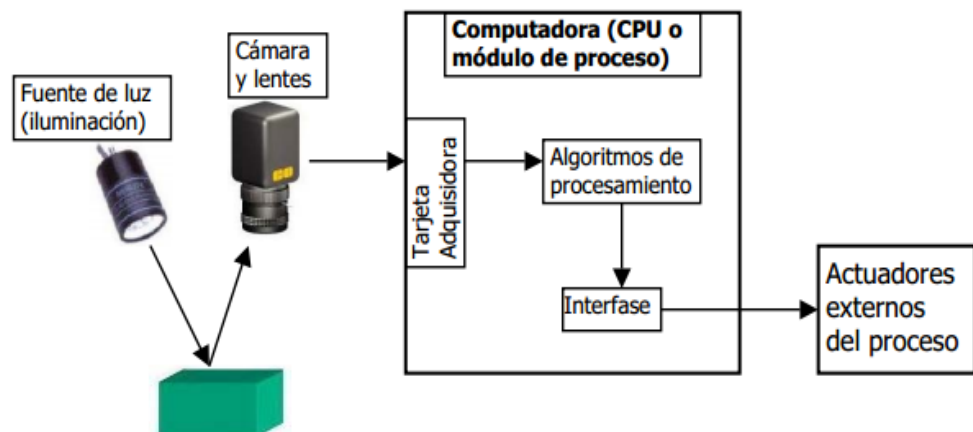 Fuente de luz
(iluminación)
Cámara
y lentes
Computadora (CPU o
módulo de proceso)
Tarjeta
Adquisidora
Algoritmos de
procesamiento
Interfase
Actuadores
externos
del proceso